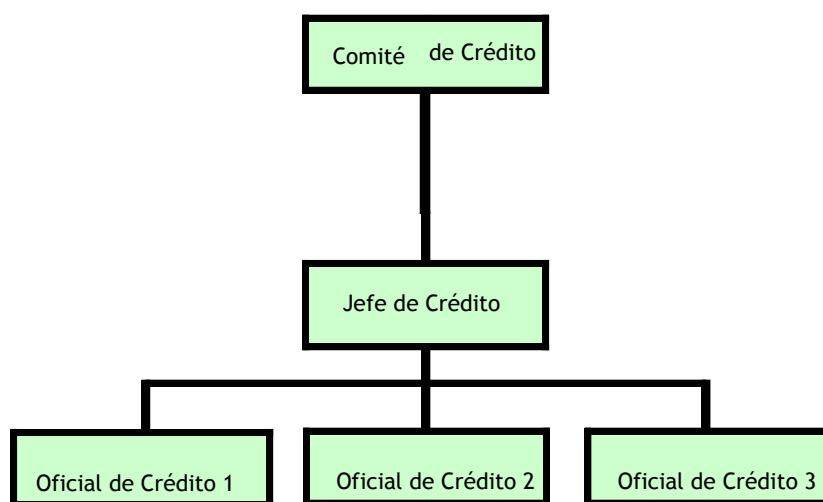 Comité de Crédito
Jefe de Crédito
Oficial de Crédito 1
Oficial de Crédito 2
Oficial de Crédito 3